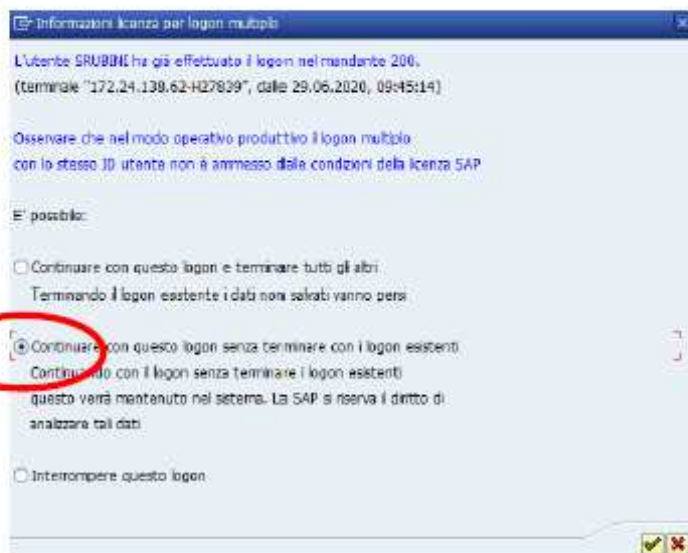 Informazioni licenza per logon multiplo
L'utente SRUBINI ha già effettuato il logon nel mandante 200.
(terminale "172.24.138.62-H27839", dalle 29.06.2020, 09:45:14)
Osservare che nel modo operativo produttivo il logon multiplo
con lo stesso ID utente non è ammesso dalle condizioni della licenza SAP
E' possibile:
Continuare con questo logon e terminare tutti gli altri
Terminando il logon esistente i dati non salvati vanno persi
Continuare con questo logon senza terminare con i logon esistenti
Continuando con il logon senza terminare i logon esistenti
questo verrà mantenuto nel sistema. La SAP si riserva il diritto di
analizzare tali dati
Interrompere questo logon